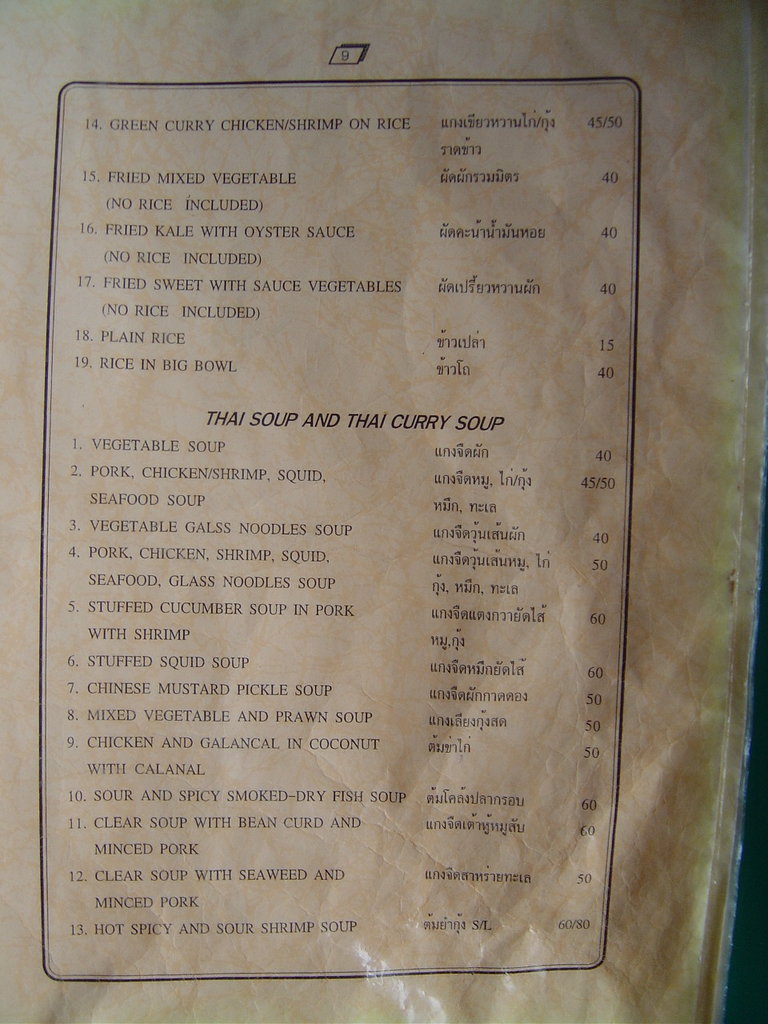 9
14. GREEN CURRY CHICKEN/SHRIMP ON RICE แกงเขียวหวานไก่/กุ้ง 45/50
ราดข้าว
15. FRIED MIXED VEGETABLE ผัดผักรวมมิตร 40
(NO RICE INCLUDED)
16. FRIED KALE WITH OYSTER SAUCE ผัดคะน้าน้ำมันหอย 40
(NO RICE INCLUDED)
17. FRIED SWEET WITH SAUCE VEGETABLES ผัดเปรี้ยวหวานผัก 40
(NO RICE INCLUDED)
18. PLAIN RICE ข้าวเปล่า 15
19. RICE IN BIG BOWL ข้าวโถ 40
THAI SOUP AND THAI CURRY SOUP
1. VEGETABLE SOUP แกงจืดผัก 40
2. PORK, CHICKEN/SHRIMP, SQUID, แกงจืดหมู, ไก่/กุ้ง 45/50
SEAFOOD SOUP หมึก, ทะเล
3. VEGETABLE GALSS NOODLES SOUP แกงจืดวุ้นเส้นผัก 40
4. PORK, CHICKEN, SHRIMP, SQUID, แกงจืดวุ้นเส้นหมู, ไก่ 50
SEAFOOD, GLASS NOODLES SOUP กุ้ง, หมึก, ทะเล
5. STUFFED CUCUMBER SOUP IN PORK แกงจืดแตงกวายัดไส้ 60
WITH SHRIMP หมู,กุ้ง
6. STUFFED SQUID SOUP แกงจืดหมึกยัดไส้ 60
7. CHINESE MUSTARD PICKLE SOUP แกงจืดผักกาดดอง 50
8. MIXED VEGETABLE AND PRAWN SOUP แกงเลียงกุ้งสด 50
9. CHICKEN AND GALANCAL IN COCONUT ต้มข่าไก่ 50
WITH CALANAL
10. SOUR AND SPICY SMOKED-DRY FISH SOUP ต้มโคล้งปลากรอบ 60
11. CLEAR SOUP WITH BEAN CURD AND แกงจืดเต้าหู้หมูสับ 60
MINCED PORK
12. CLEAR SOUP WITH SEAWEED AND แกงจืดสาหร่ายทะเล 50
MINCED PORK
13. HOT SPICY AND SOUR SHRIMP SOUP ต้มยำกุ้ง S/L 60/80